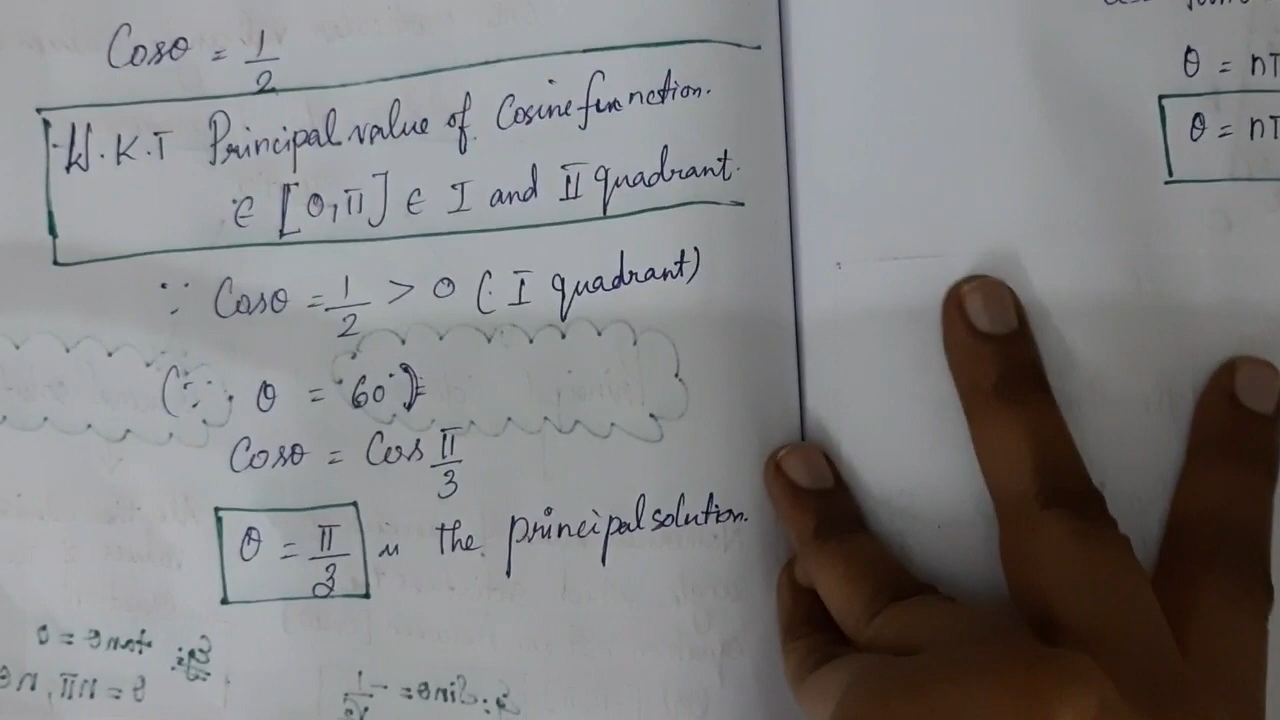 Cosθ = 1/2
W.K.T Principal value of Cosine function.
∈ [0,π] ∈ I and II quadrant.
∵ Cosθ = 1/2 > 0 (I quadrant)
(∵ θ = 60°)
Cosθ = Cos π/3
θ = π/3 is the principal solution.
θ = nπ
θ = nπ